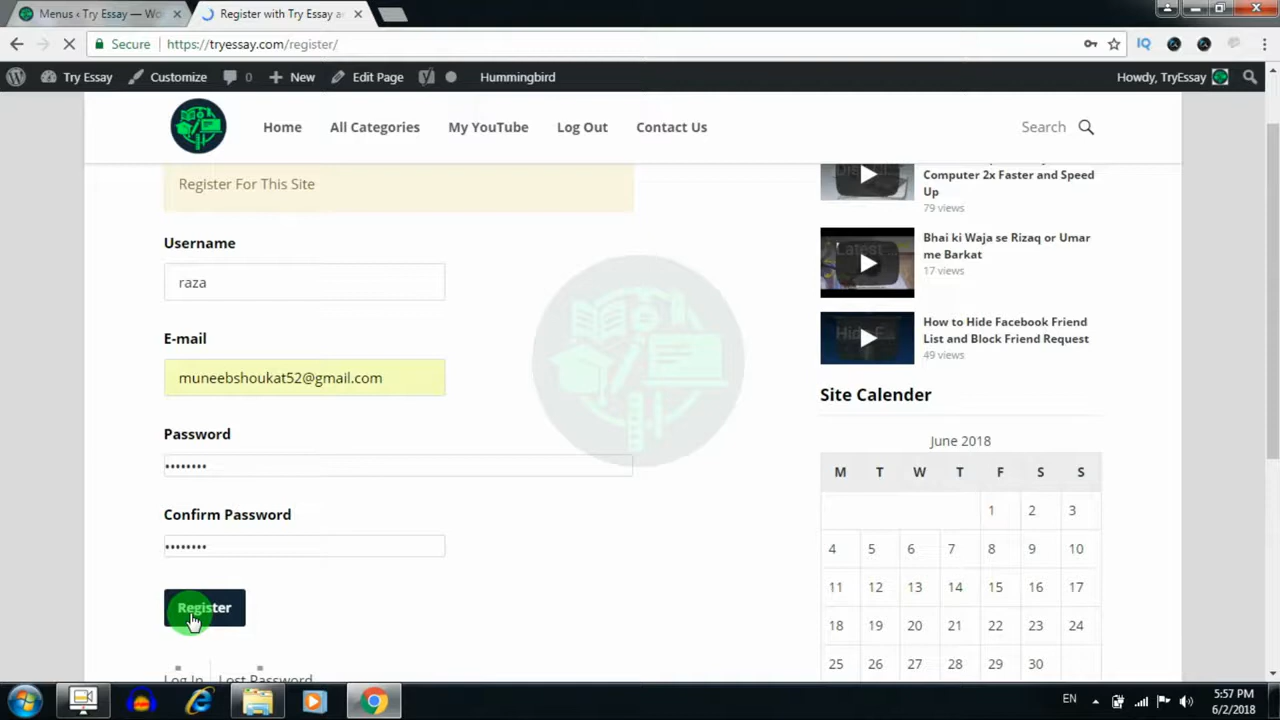 Menus ‹ Try Essay — Wo
Register with Try Essay a
Secure https://tryessay.com/register/
Try Essay Customize 0 New Edit Page Hummingbird Howdy, TryEssay
Home All Categories My YouTube Log Out Contact Us Search
Register For This Site
Username
raza
E-mail
muneebshoukat52@gmail.com
Password
••••••••
Confirm Password
••••••••
Register
Log In Lost Password
Computer 2x Faster and Speed
Up
79 views
Bhai ki Waja se Rizaq or Umar
me Barkat
17 views
How to Hide Facebook Friend
List and Block Friend Request
49 views
Site Calender
June 2018
M T W T F S S
1 2 3
4 5 6 7 8 9 10
11 12 13 14 15 16 17
18 19 20 21 22 23 24
25 26 27 28 29 30
EN
5:57 PM
6/2/2018